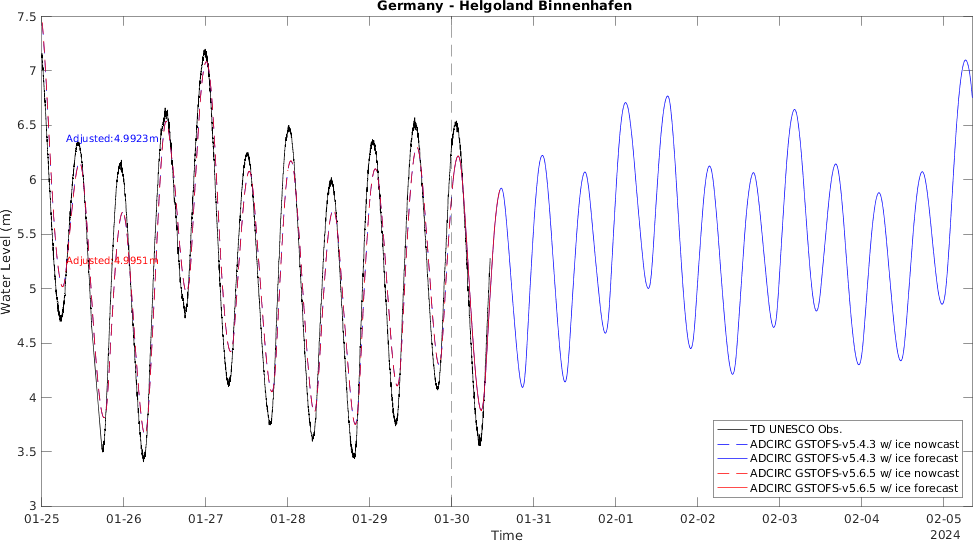 Germany - Helgoland Binnenhafen
7.5
7
6.5
6
5.5
5
4.5
4
3.5
3
Water Level (m)
Adjusted:4.9923m
Adjusted:4.9951m
TD UNESCO Obs.
ADCIRC GSTOFS-v5.4.3 w/ ice nowcast
ADCIRC GSTOFS-v5.4.3 w/ ice forecast
ADCIRC GSTOFS-v5.6.5 w/ ice nowcast
ADCIRC GSTOFS-v5.6.5 w/ ice forecast
01-25 01-26 01-27 01-28 01-29 01-30 01-31 02-01 02-02 02-03 02-04 02-05
Time
2024